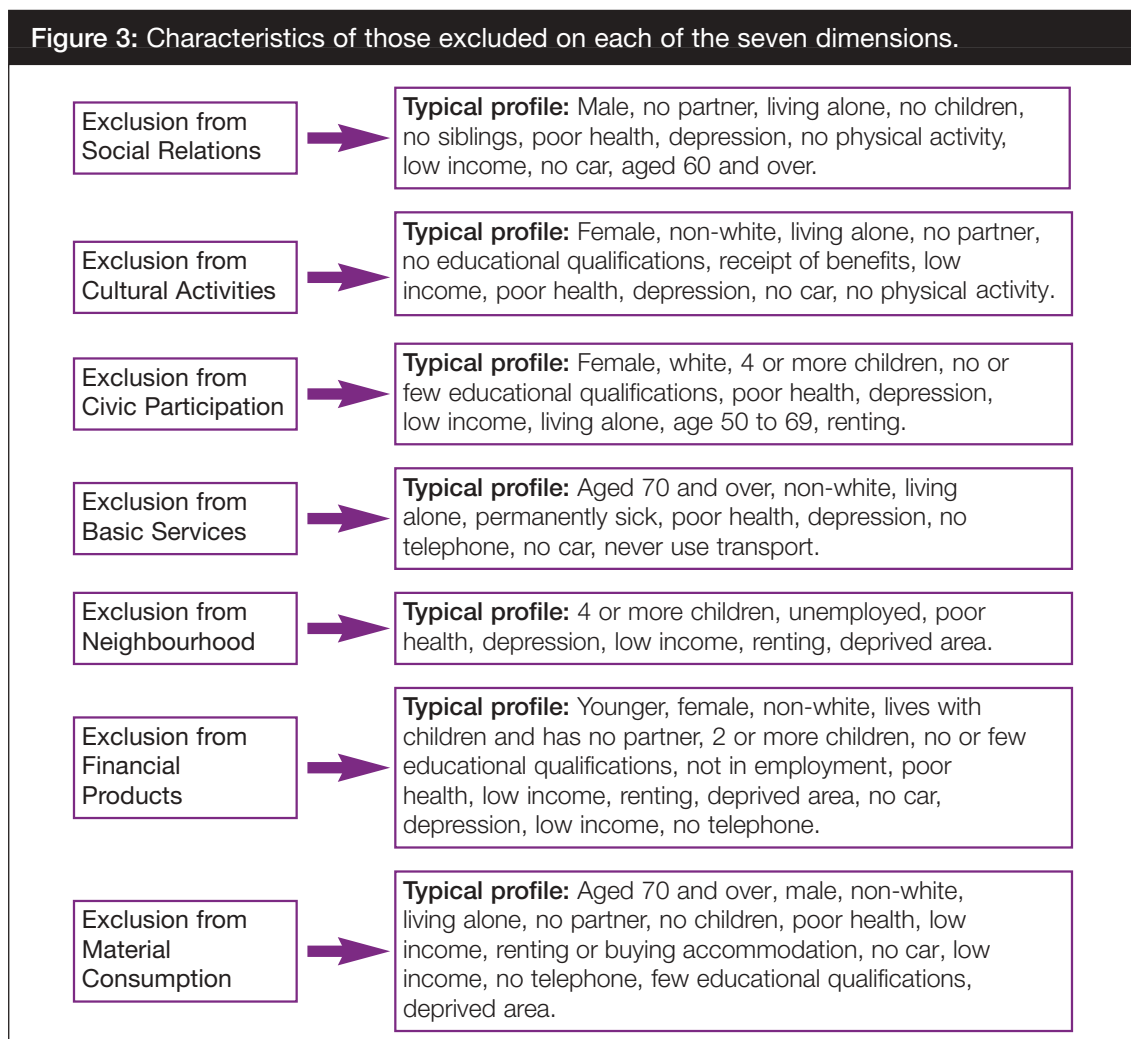 Figure 3: Characteristics of those excluded on each of the seven dimensions.
Exclusion from
Social Relations
Typical profile: Male, no partner, living alone, no children,
no siblings, poor health, depression, no physical activity,
low income, no car, aged 60 and over.
Exclusion from
Cultural Activities
Typical profile: Female, non-white, living alone, no partner,
no educational qualifications, receipt of benefits, low
income, poor health, depression, no car, no physical activity.
Exclusion from
Civic Participation
Typical profile: Female, white, 4 or more children, no or
few educational qualifications, poor health, depression,
low income, living alone, age 50 to 69, renting.
Exclusion from
Basic Services
Typical profile: Aged 70 and over, non-white, living
alone, permanently sick, poor health, depression, no
telephone, no car, never use transport.
Exclusion from
Neighbourhood
Typical profile: 4 or more children, unemployed, poor
health, depression, low income, renting, deprived area.
Exclusion from
Financial
Products
Typical profile: Younger, female, non-white, lives with
children and has no partner, 2 or more children, no or few
educational qualifications, not in employment, poor
health, low income, renting, deprived area, no car,
depression, low income, no telephone.
Exclusion from
Material
Consumption
Typical profile: Aged 70 and over, male, non-white,
living alone, no partner, no children, poor health, low
income, renting or buying accommodation, no car, low
income, no telephone, few educational qualifications,
deprived area.